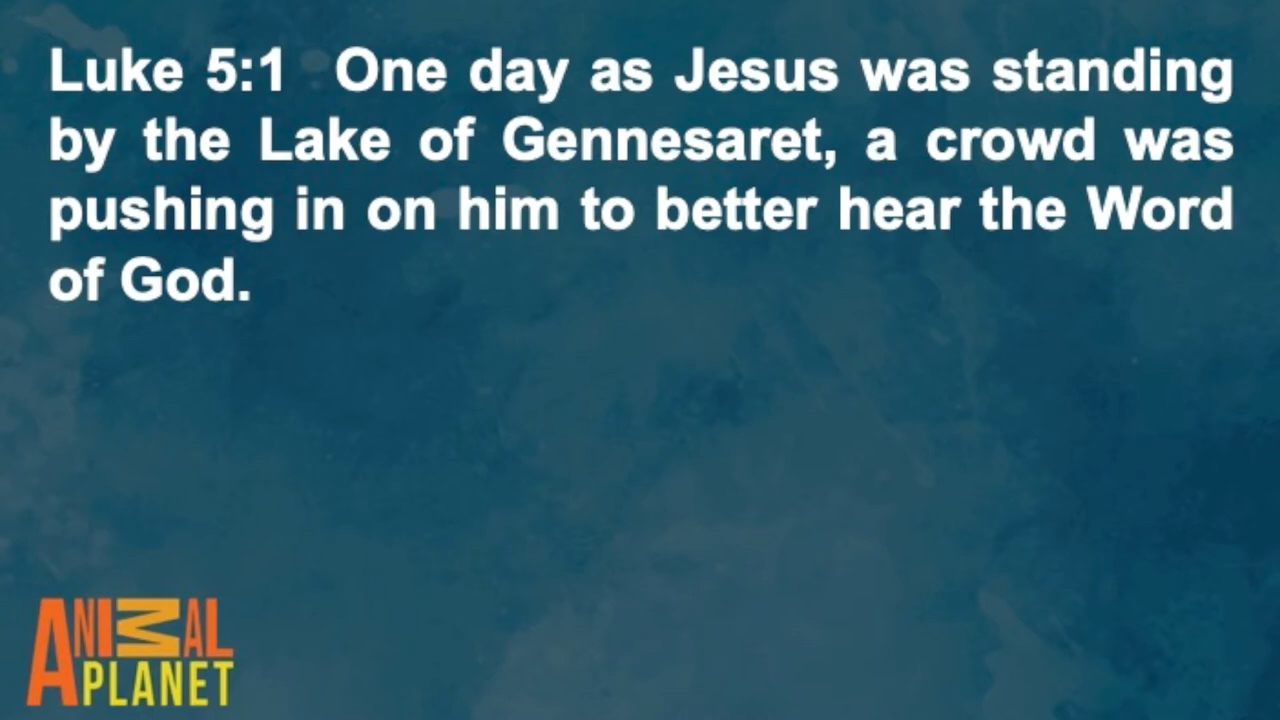 Luke 5:1  One day as Jesus was standing
by the Lake of Gennesaret, a crowd was
pushing in on him to better hear the Word
of God.
ANIMAL
PLANET